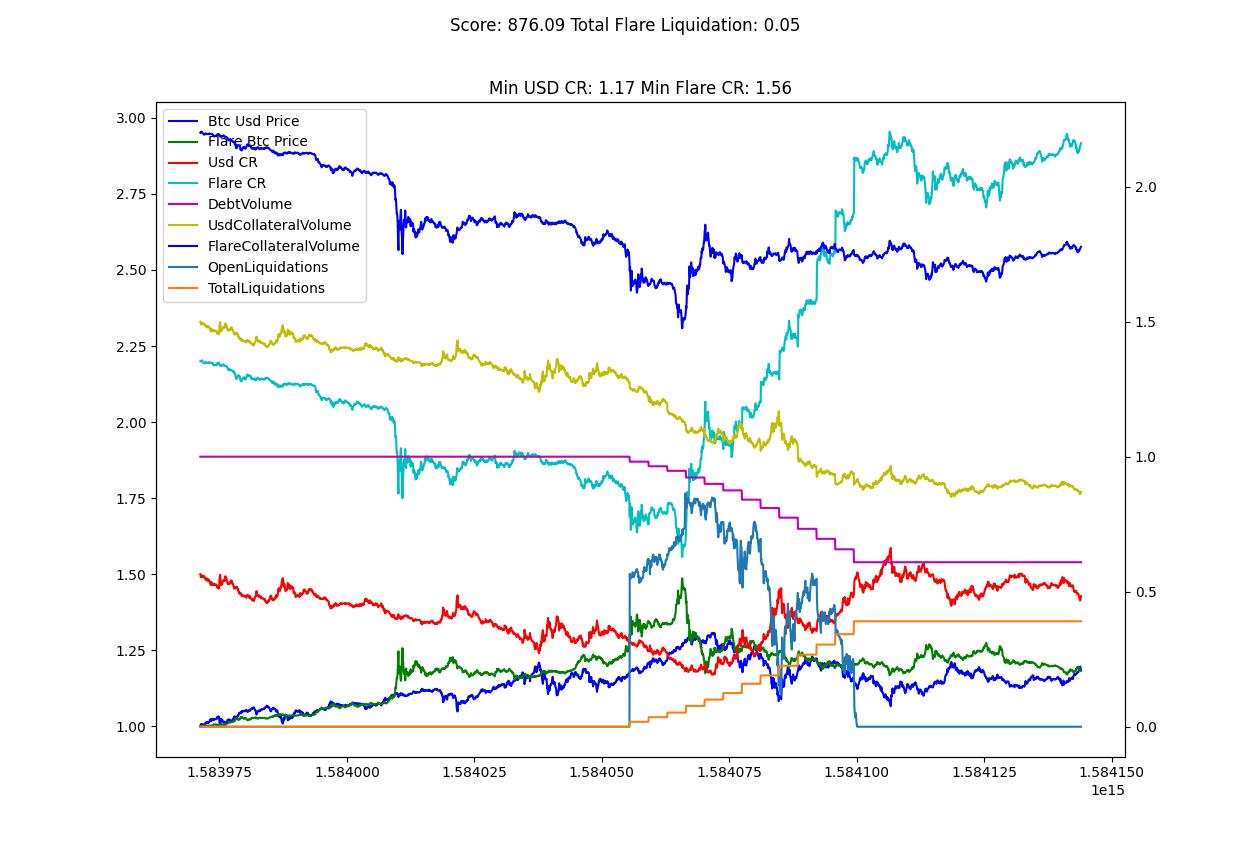 Score: 876.09 Total Flare Liquidation: 0.05
Min USD CR: 1.17 Min Flare CR: 1.56
Btc Usd Price
Flare Btc Price
Usd CR
Flare CR
DebtVolume
UsdCollateralVolume
FlareCollateralVolume
OpenLiquidations
TotalLiquidations
3.00
2.75
2.50
2.25
2.00
1.75
1.50
1.25
1.00
2.0
1.5
1.0
0.5
0.0
1.583975 1.584000 1.584025 1.584050 1.584075 1.584100 1.584125 1.584150
1e15